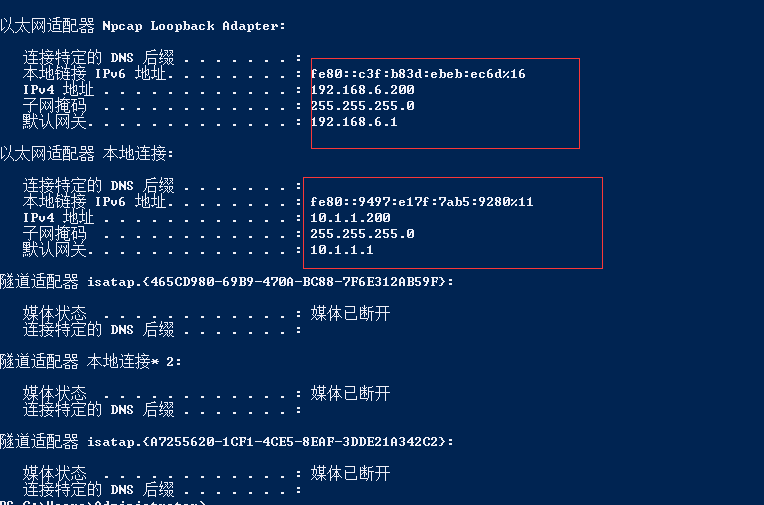 以太网适配器 Npcap Loopback Adapter:
连接特定的 DNS 后缀 . . . . . . . :
本地链接 IPv6 地址. . . . . . . . : fe80::c3f:b83d:ebeb:ec6d%16
IPv4 地址 . . . . . . . . . . . . : 192.168.6.200
子网掩码 . . . . . . . . . . . . : 255.255.255.0
默认网关. . . . . . . . . . . . . : 192.168.6.1
以太网适配器 本地连接:
连接特定的 DNS 后缀 . . . . . . . :
本地链接 IPv6 地址. . . . . . . . : fe80::9497:e17f:7ab5:9280%11
IPv4 地址 . . . . . . . . . . . . : 10.1.1.200
子网掩码 . . . . . . . . . . . . : 255.255.255.0
默认网关. . . . . . . . . . . . . : 10.1.1.1
隧道适配器 isatap.{465CD980-69B9-470A-BC88-7F6E312AB59F}:
媒体状态 . . . . . . . . . . . . : 媒体已断开
连接特定的 DNS 后缀 . . . . . . . :
隧道适配器 本地连接* 2:
媒体状态 . . . . . . . . . . . . : 媒体已断开
连接特定的 DNS 后缀 . . . . . . . :
隧道适配器 isatap.{A7255620-1CF1-4CE5-8EAF-3DDE21A342C2}:
媒体状态 . . . . . . . . . . . . : 媒体已断开
连接特定的 DNS 后缀 . . . . . . . :
PS C:\Users\Administrator>